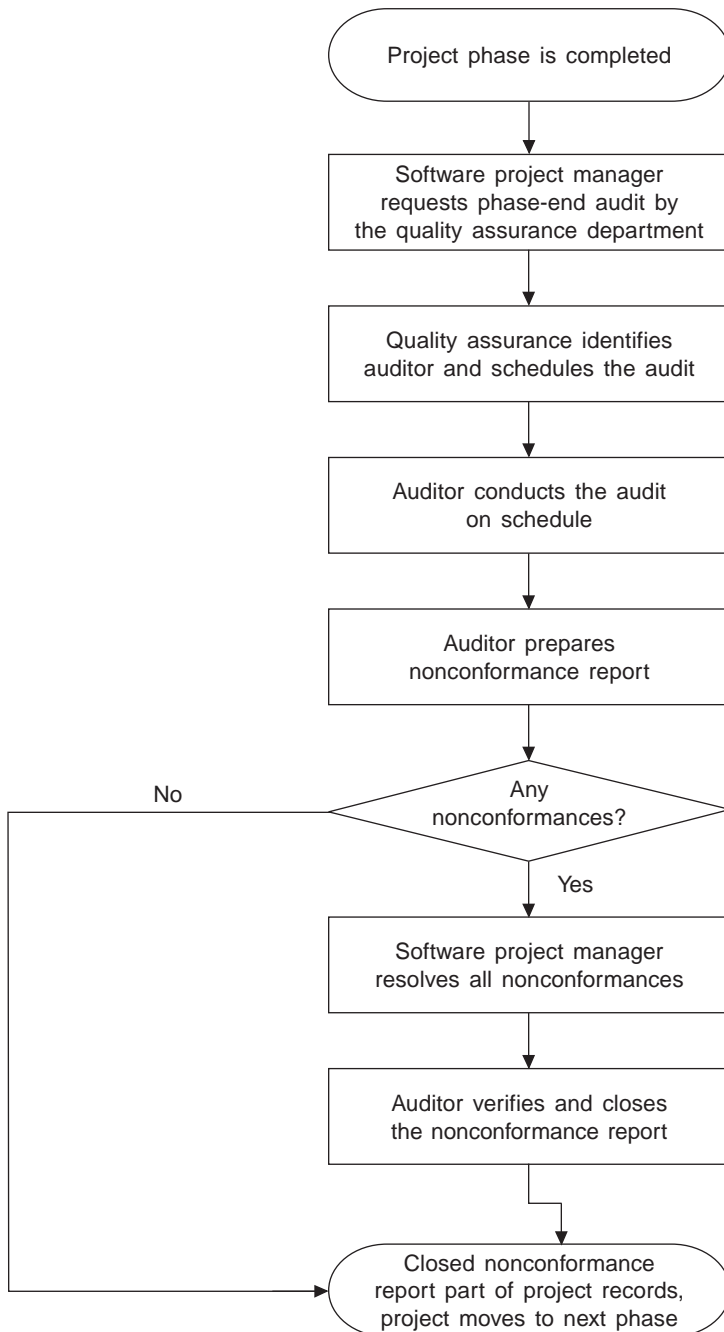 Project phase is completed
Software project manager
requests phase-end audit by
the quality assurance department
Quality assurance identifies
auditor and schedules the audit
Auditor conducts the audit
on schedule
Auditor prepares
nonconformance report
Any
nonconformances?
No
Yes
Software project manager
resolves all nonconformances
Auditor verifies and closes
the nonconformance report
Closed nonconformance
report part of project records,
project moves to next phase